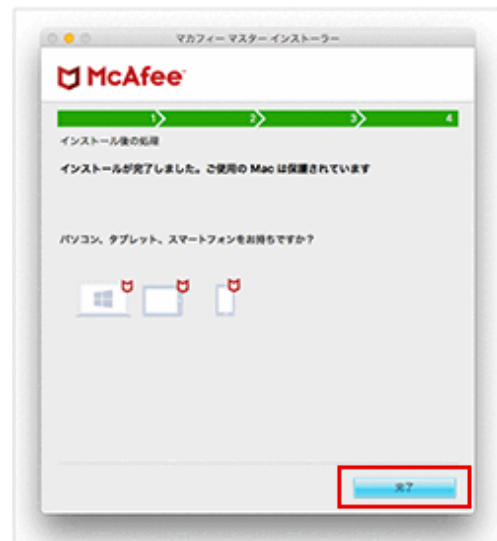 マカフィー マスター インストーラー
McAfee
1 2 3 4
インストール後の処理
インストールが完了しました。ご使用の Mac は保護されています
パソコン、タブレット、スマートフォンをお持ちですか？
完了